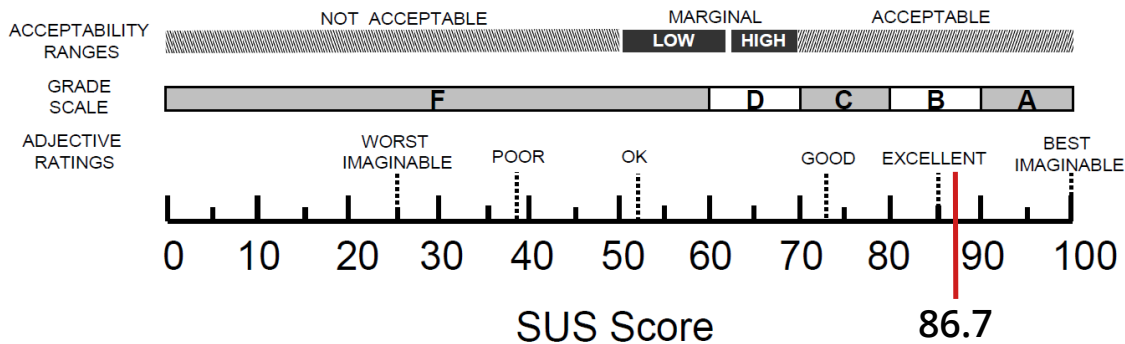 NOT ACCEPTABLE MARGINAL ACCEPTABLE
ACCEPTABILITY
RANGES
LOW HIGH
GRADE
SCALE
F D C B A
ADJECTIVE
RATINGS
WORST
IMAGINABLE
POOR
OK
GOOD
EXCELLENT
BEST
IMAGINABLE
0 10 20 30 40 50 60 70 80 90 100
SUS Score
86.7